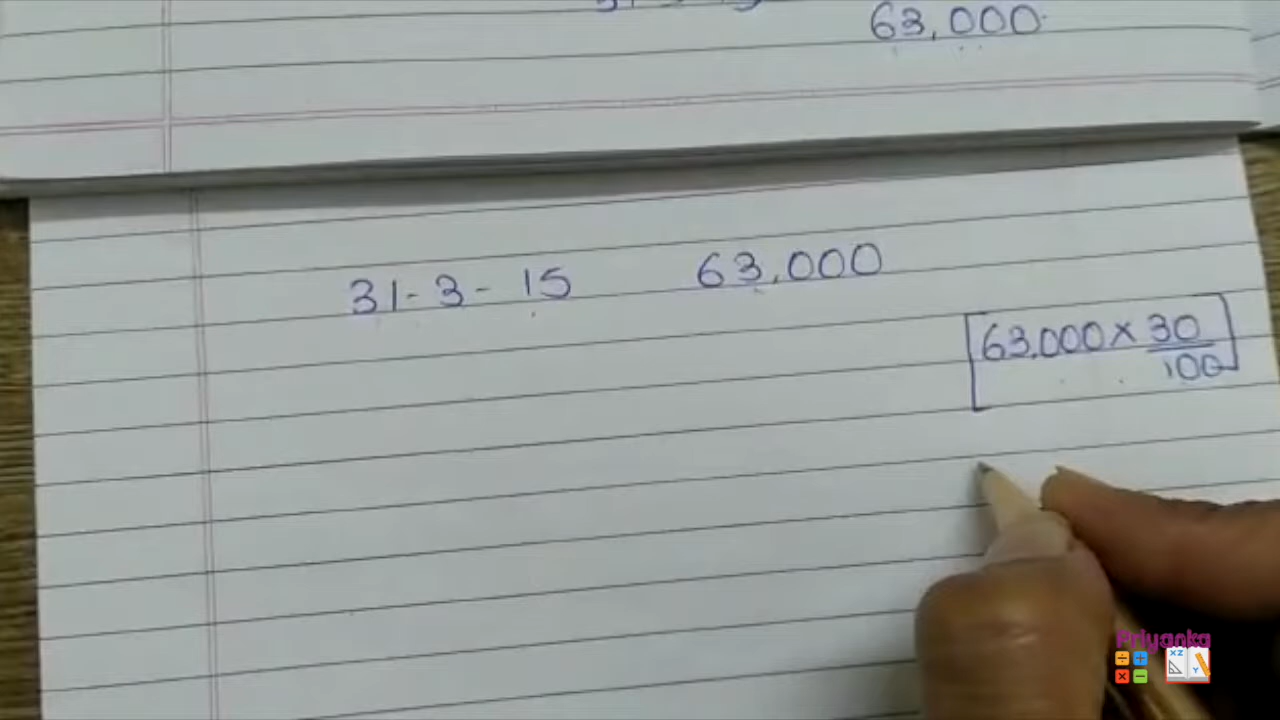 63,000
31-3-15 63,000
63,000 × 30
100
Priyanka